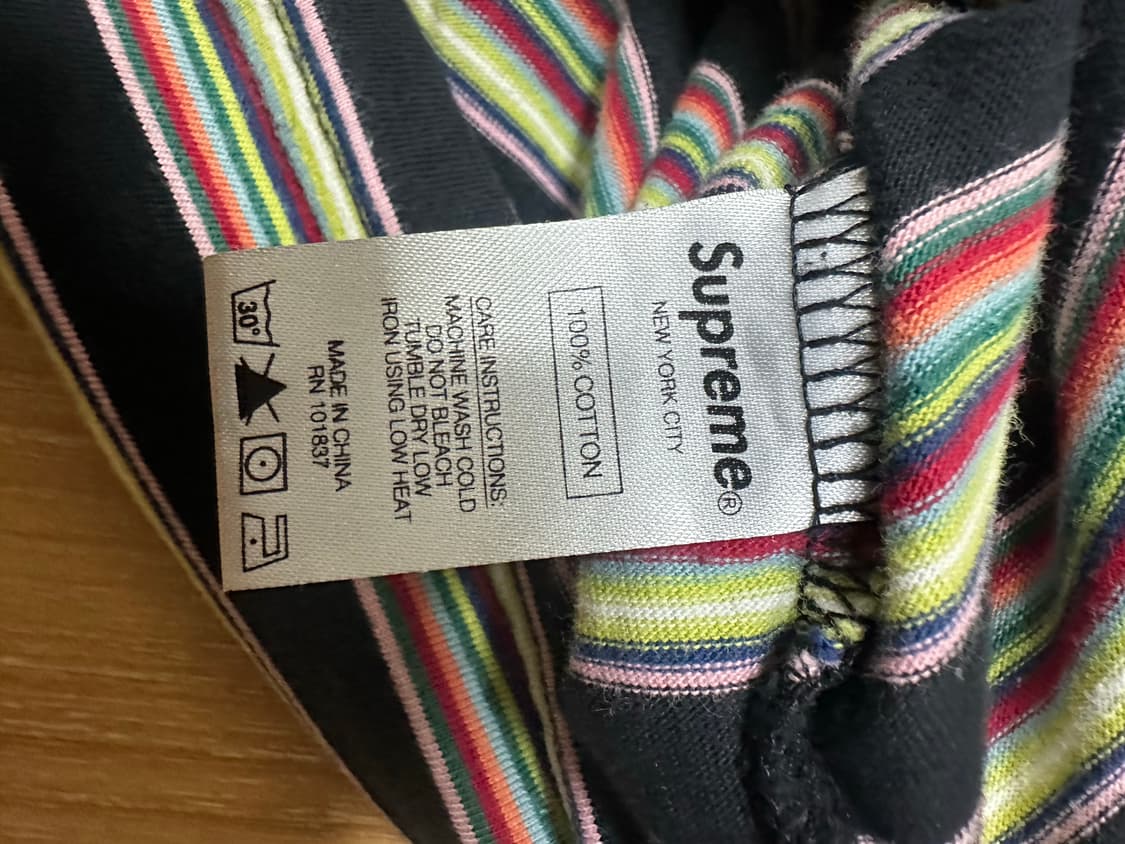 Supreme®
NEW YORK CITY
100% COTTON
CARE INSTRUCTIONS:
MACHINE WASH COLD
DO NOT BLEACH
TUMBLE DRY LOW
IRON USING LOW HEAT
MADE IN CHINA
RN 101837
30°